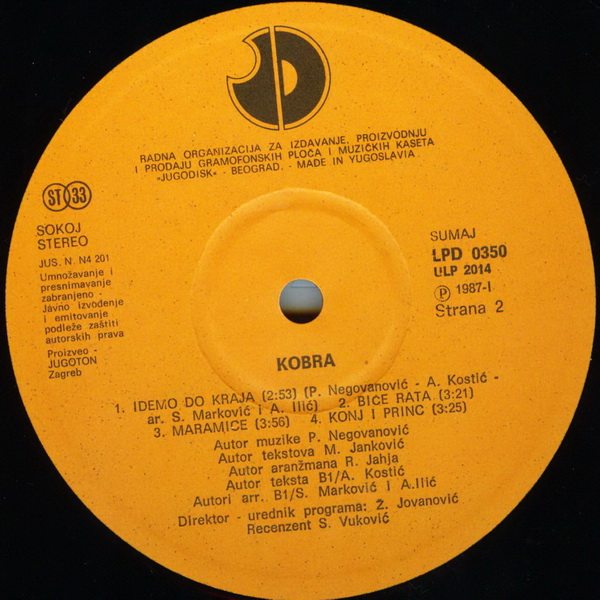 RADNA ORGANIZACIJA ZA IZDAVANJE, PROIZVODNJU
I PRODAJU GRAMOFONSKIH PLOČA I MUZIČKIH KASETA
»JUGODISK« - BEOGRAD. - MADE IN YUGOSLAVIA.
ST 33
SOKOJ
STEREO
JUS. N. N4 201
Umnožavanje i
presnimavanje
zabranjeno -
Javno izvođenje
i emitovanje
podleže zaštiti
autorskih prava
Proizveo -
JUGOTON
Zagreb
SUMAJ
LPD 0350
ULP 2014
Ⓟ 1987-I
Strana 2
KOBRA
1. IDEMO DO KRAJA (2:53) (P. Negovanović - A. Kostić -
ar. S. Marković i A. Ilić) 2. BICE RATA (3:21)
3. MARAMICE (3:56) 4. KONJ I PRINC (3:25)
Autor muzike P. Negovanović
Autor tekstova M. Janković
Autor aranžmana R. Jahja
Autor teksta B1/A. Kostić
Autori arr. B1/S. Marković i A.Ilić
Direktor - urednik programa: Ž. Jovanović
Recenzent S. Vuković